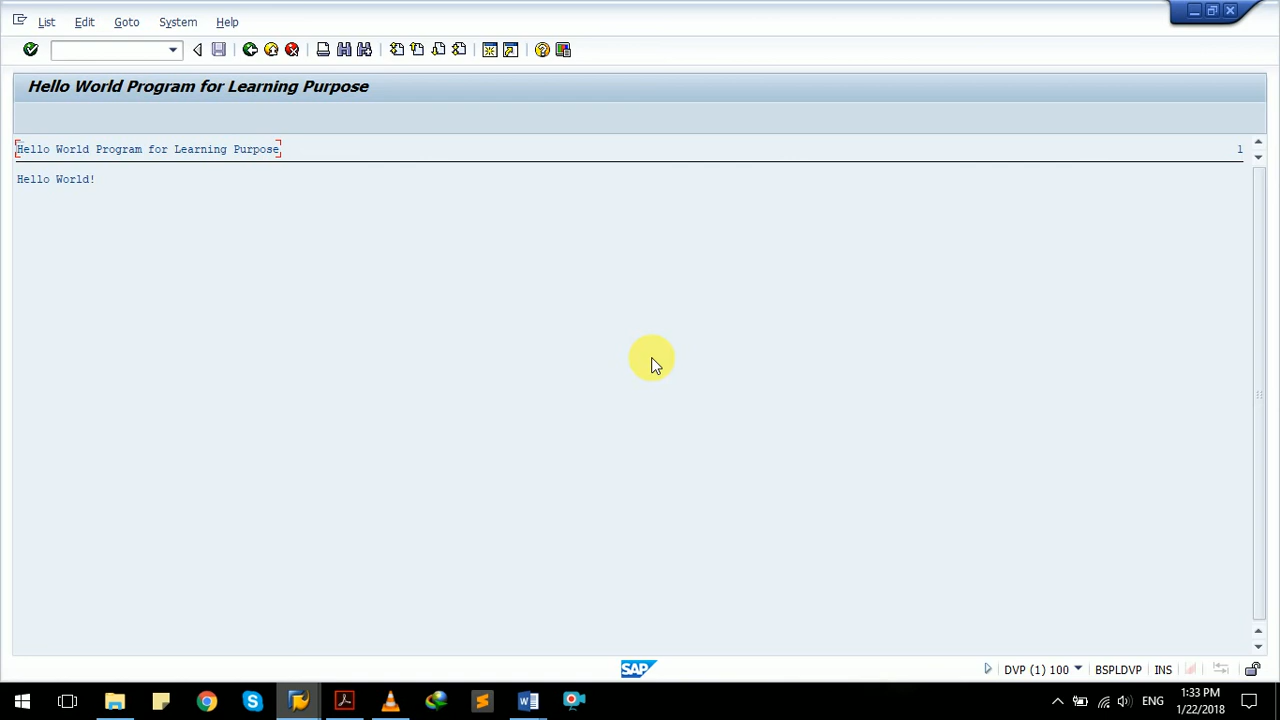 List Edit Goto System Help
Hello World Program for Learning Purpose
Hello World Program for Learning Purpose 1
Hello World!
SAP DVP (1) 100 BSPLDVP INS
ENG 1:33 PM
1/22/2018